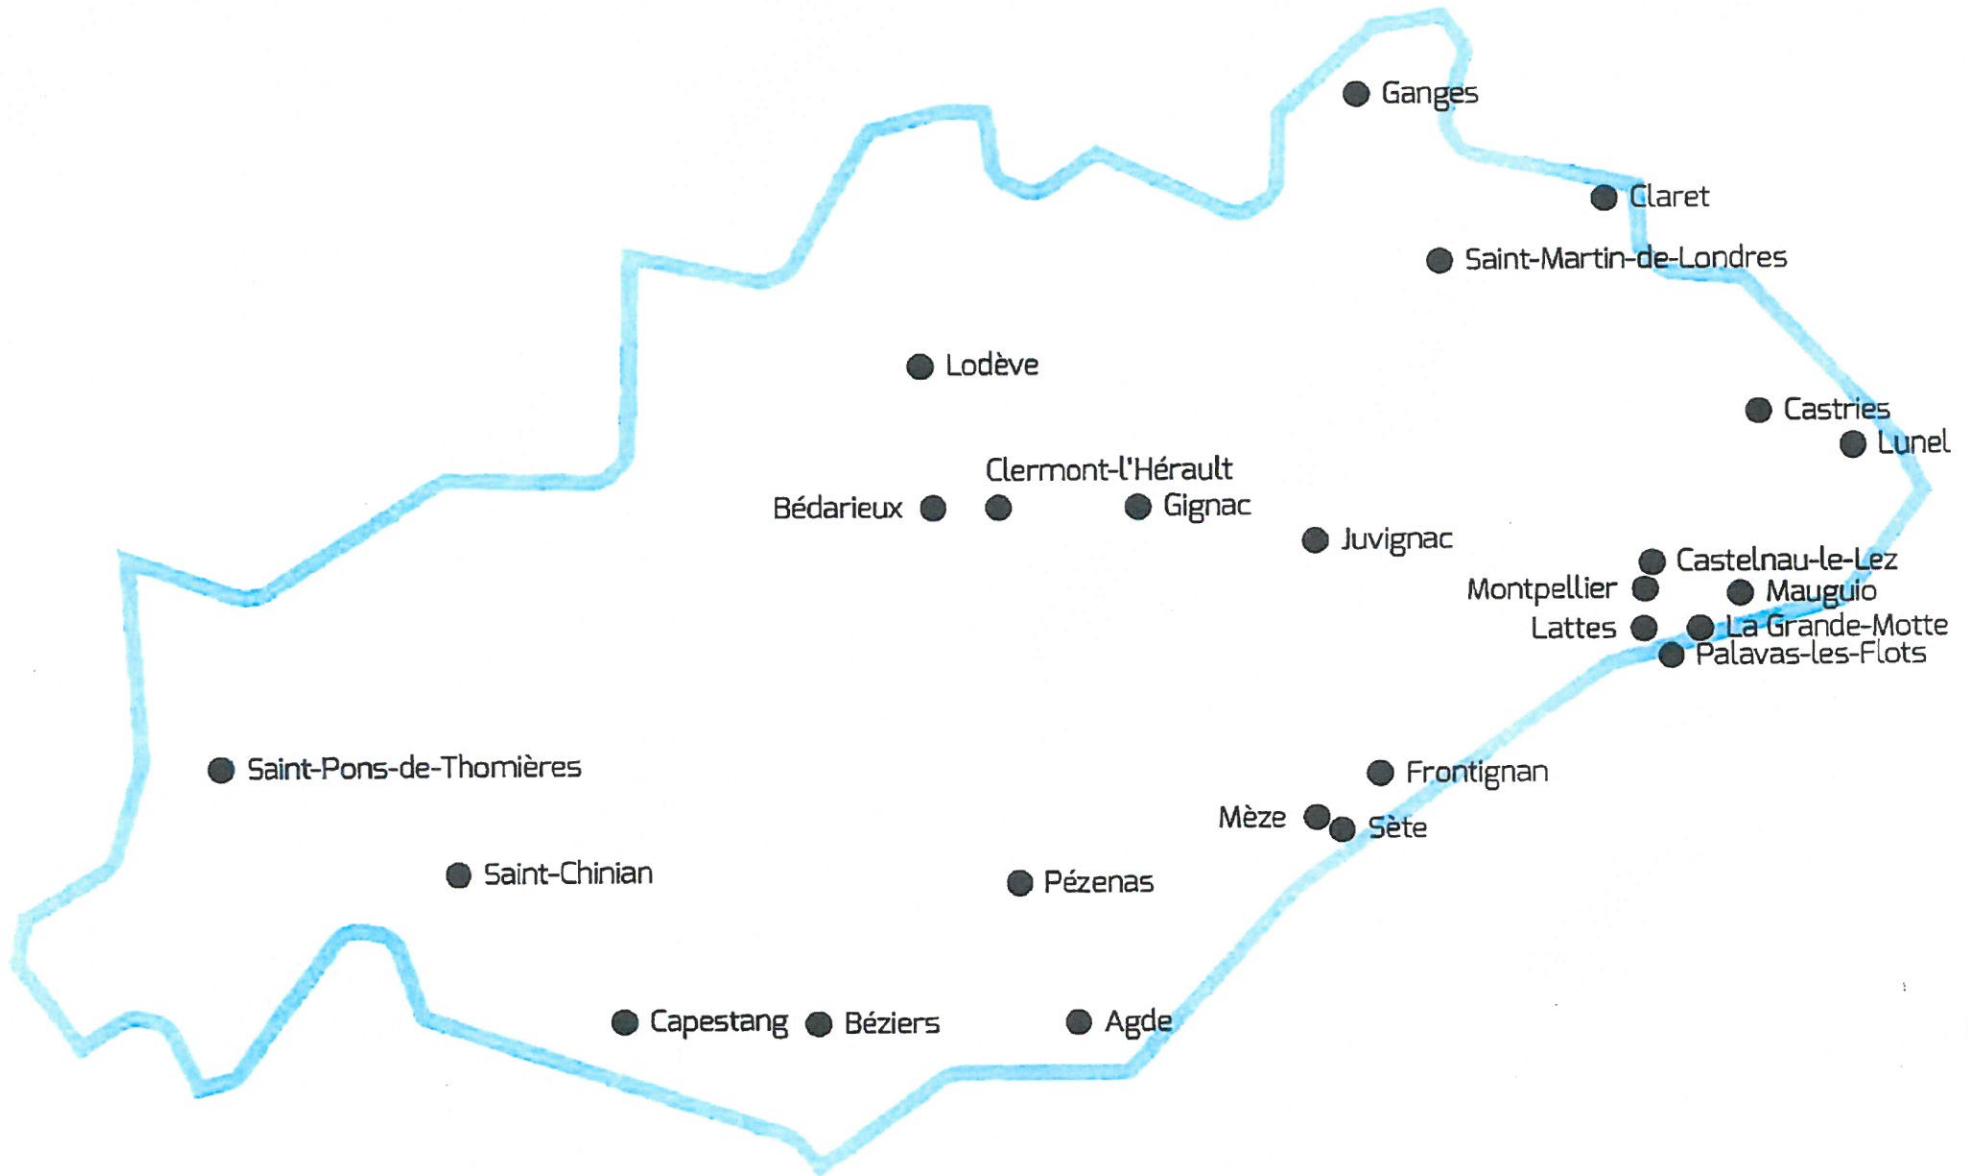 Ganges
Claret
Saint-Martin-de-Londres
Lodève
Castries
Lunel
Clermont-l'Hérault
Bédarieux
Gignac
Juvignac
Castelnau-le-Lez
Montpellier
Mauguio
Lattes
La Grande-Motte
Palavas-les-Flots
Saint-Pons-de-Thomières
Frontignan
Mèze
Sète
Saint-Chinian
Pézenas
Capestang
Béziers
Agde